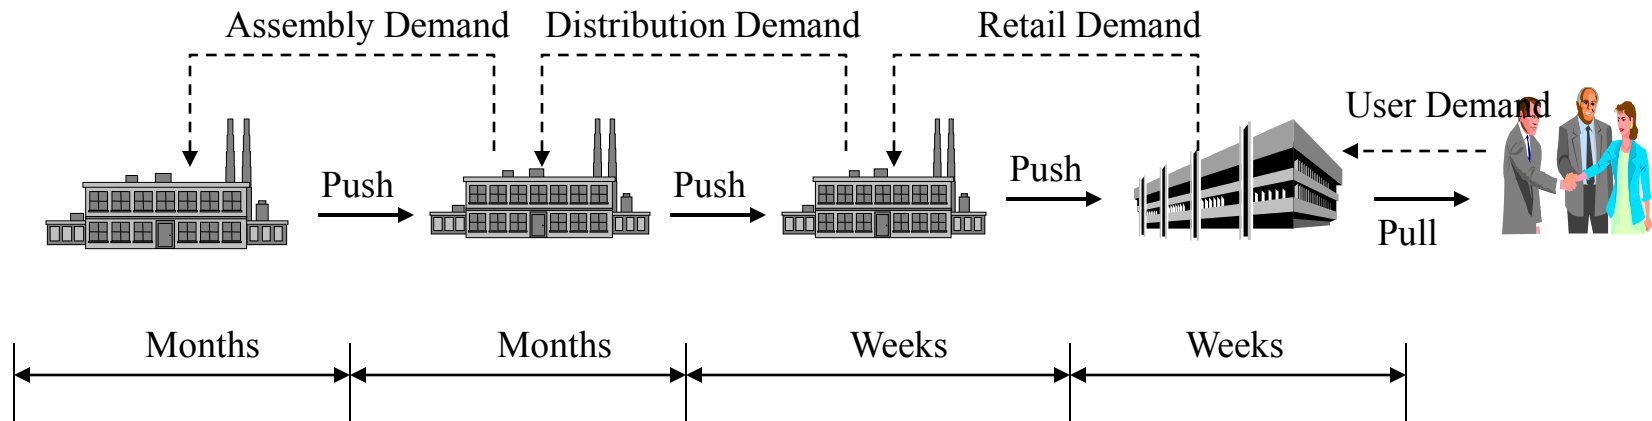 Assembly Demand
Distribution Demand
Retail Demand
User Demand
Push
Push
Push
Pull
Months
Months
Weeks
Weeks